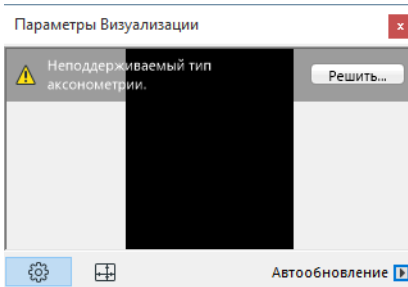 Параметры Визуализации
x
Неподдерживаемый тип
аксонометрии.
Решить...
Автообновление